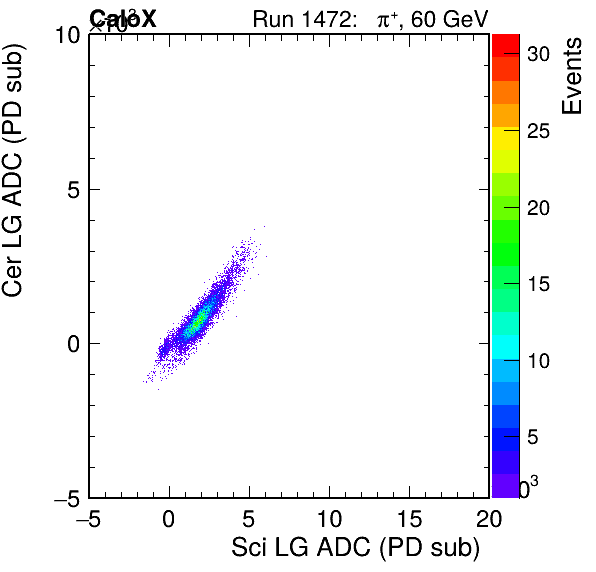 CaloX Run 1472: π⁺, 60 GeV
×10³
10
5
0
−5
−5 0 5 10 15 20
30
25
20
15
10
5
Events
Cer LG ADC (PD sub)
Sci LG ADC (PD sub)